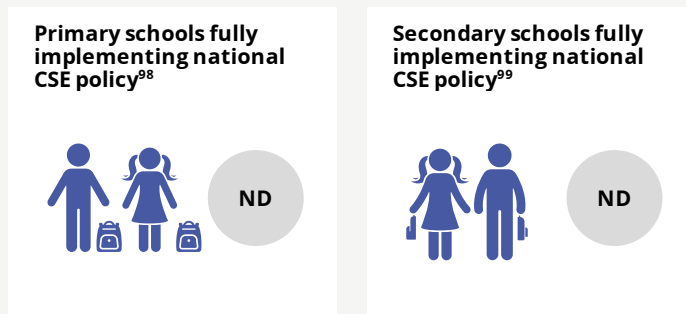 Primary schools fully
implementing national
CSE policy98
ND
Secondary schools fully
implementing national
CSE policy99
ND